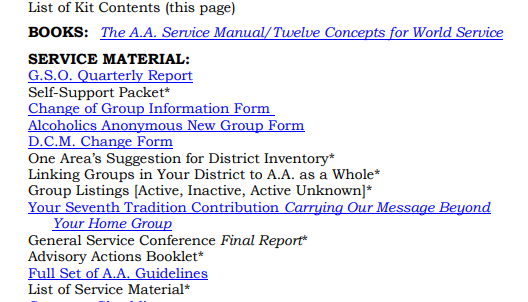 List of Kit Contents (this page)
BOOKS: The A.A. Service Manual/Twelve Concepts for World Service
SERVICE MATERIAL:
G.S.O. Quarterly Report
Self-Support Packet*
Change of Group Information Form
Alcoholics Anonymous New Group Form
D.C.M. Change Form
One Area's Suggestion for District Inventory*
Linking Groups in Your District to A.A. as a Whole*
Group Listings [Active, Inactive, Active Unknown]*
Your Seventh Tradition Contribution Carrying Our Message Beyond
Your Home Group
General Service Conference Final Report*
Advisory Actions Booklet*
Full Set of A.A. Guidelines
List of Service Material*